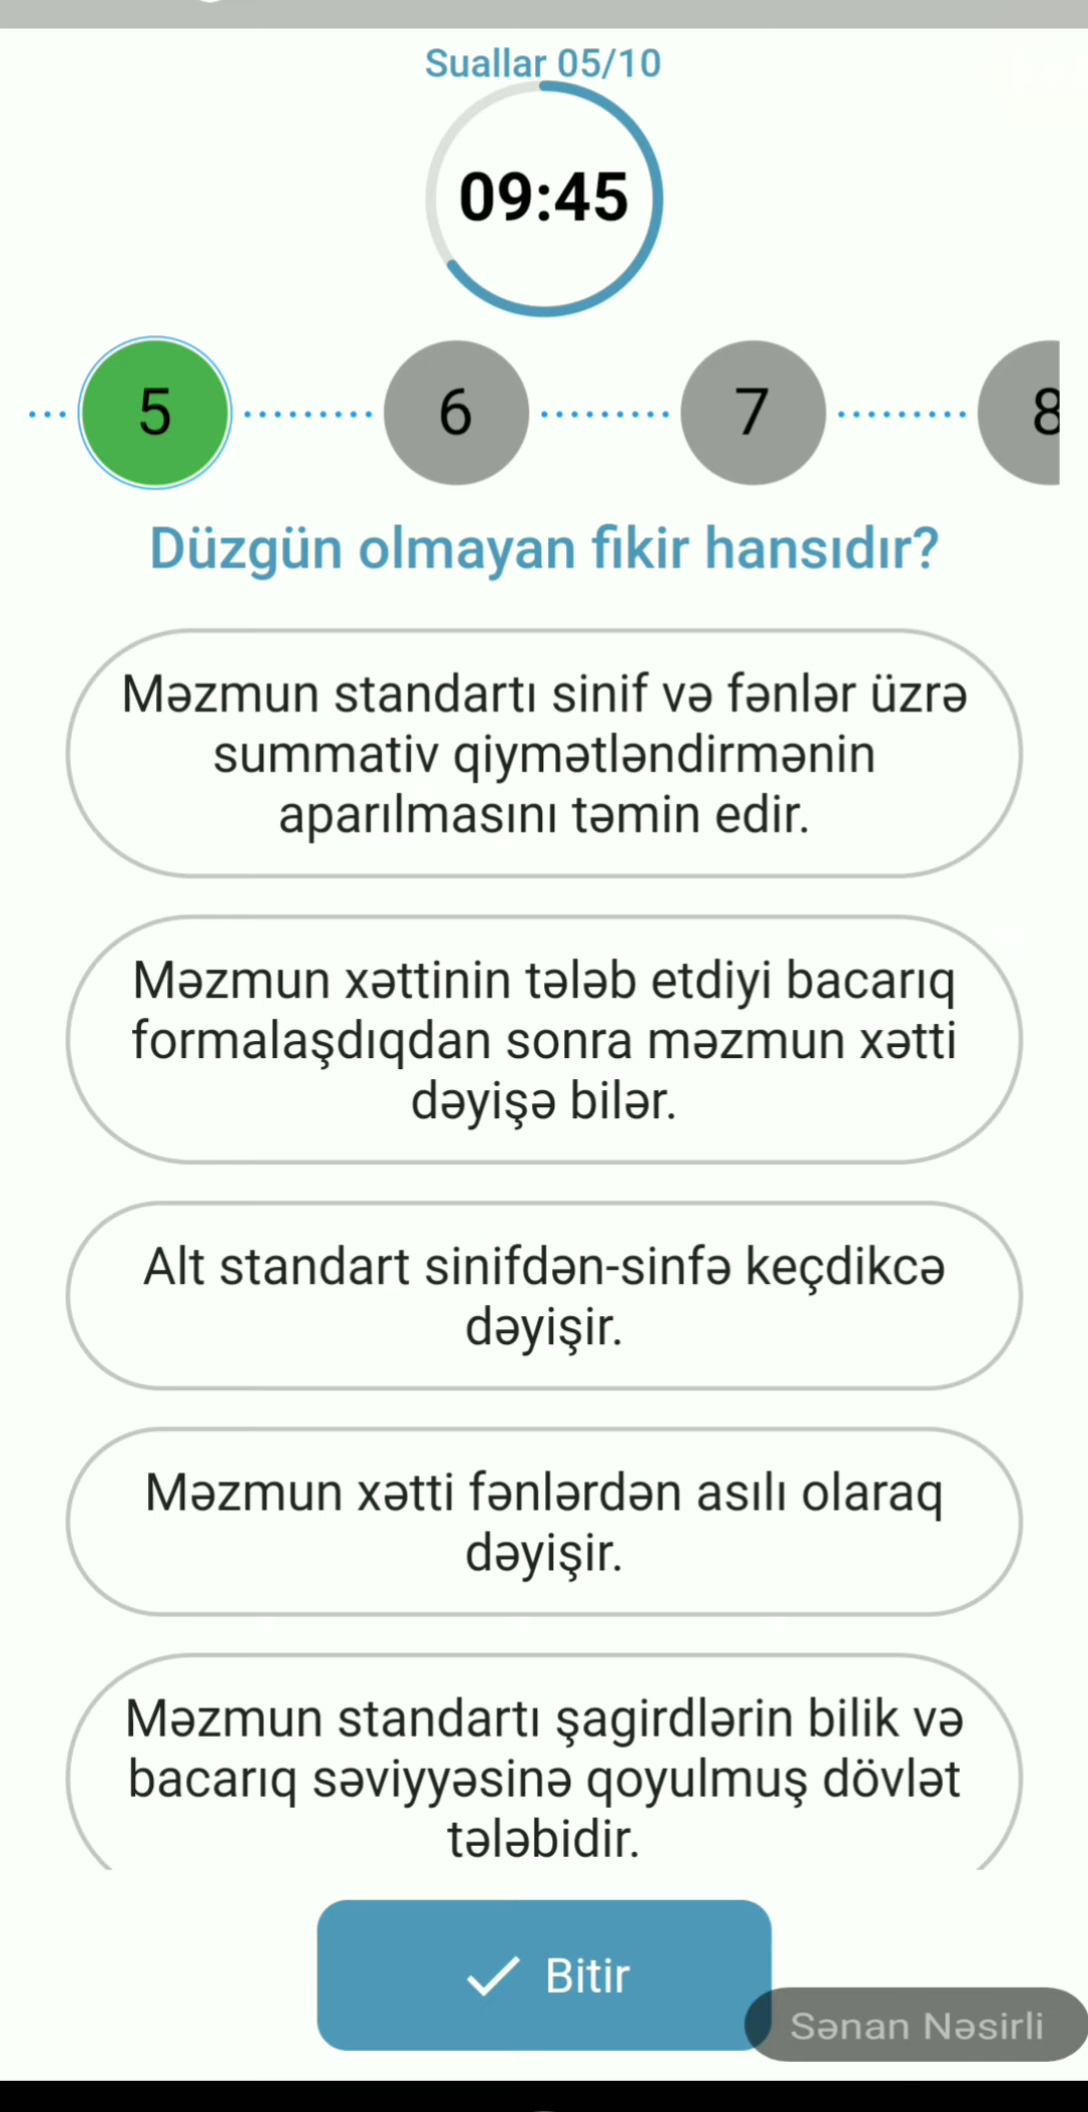 Suallar 05/10
09:45
5
6
7
8
Düzgün olmayan fikir hansıdır?
Məzmun standartı sinif və fənlər üzrə
summativ qiymətləndirmənin
aparılmasını təmin edir.
Məzmun xəttinin tələb etdiyi bacarıq
formalaşdıqdan sonra məzmun xətti
dəyişə bilər.
Alt standart sinifdən-sinfə keçdikcə
dəyişir.
Məzmun xətti fənlərdən asılı olaraq
dəyişir.
Məzmun standartı şagirdlərin bilik və
bacarıq səviyyəsinə qoyulmuş dövlət
tələbidir.
Bitir
Sənan Nəsirli